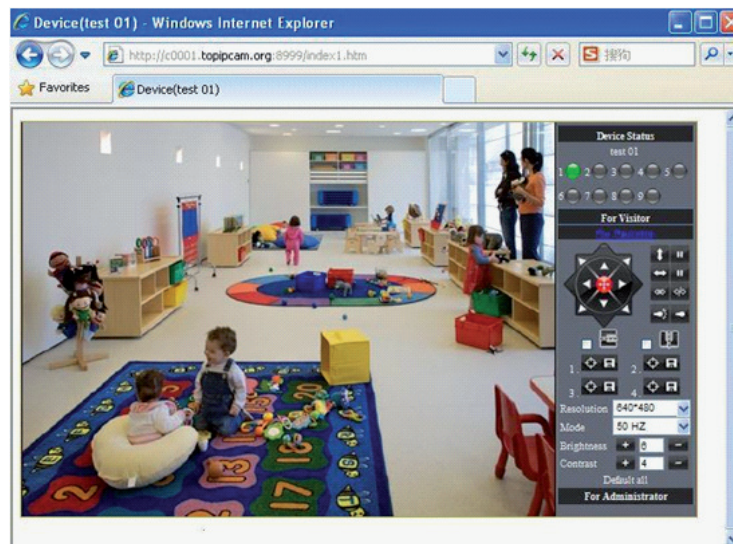 Device(test 01) - Windows Internet Explorer
http://c0001.topipcam.org:8999/index1.htm
搜狗
Favorites
Device(test 01)
Device Status
test 01
1 2 3 4 5
6 7 8 9
For Visitor
1. 2.
3. 4.
Resolution 640*480
Mode 50 HZ
Brightness + 6 -
Contrast + 4 -
Default all
For Administrator